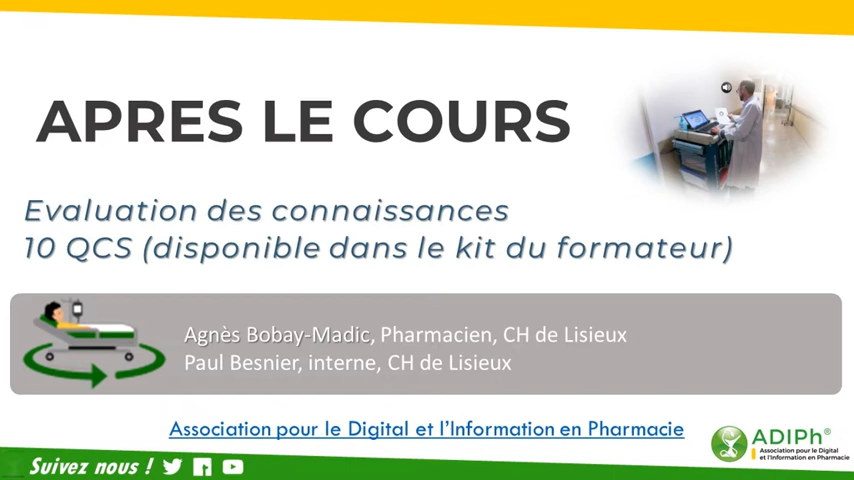 APRES LE COURS
Evaluation des connaissances
10 QCS (disponible dans le kit du formateur)
Agnès Bobay-Madic, Pharmacien, CH de Lisieux
Paul Besnier, interne, CH de Lisieux
Association pour le Digital et l'Information en Pharmacie
ADIPh®
Association pour le Digital
et l'Information en Pharmacie
Suivez nous !